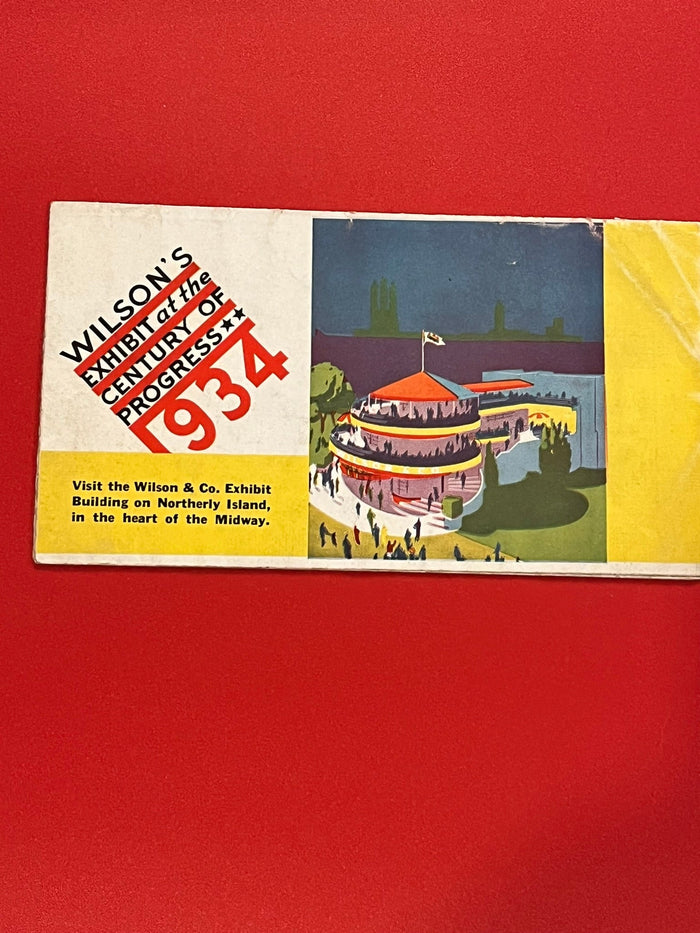 WILSON'S
EXHIBIT at the
CENTURY OF
PROGRESS★★
1934
Visit the Wilson & Co. Exhibit
Building on Northerly Island,
in the heart of the Midway.